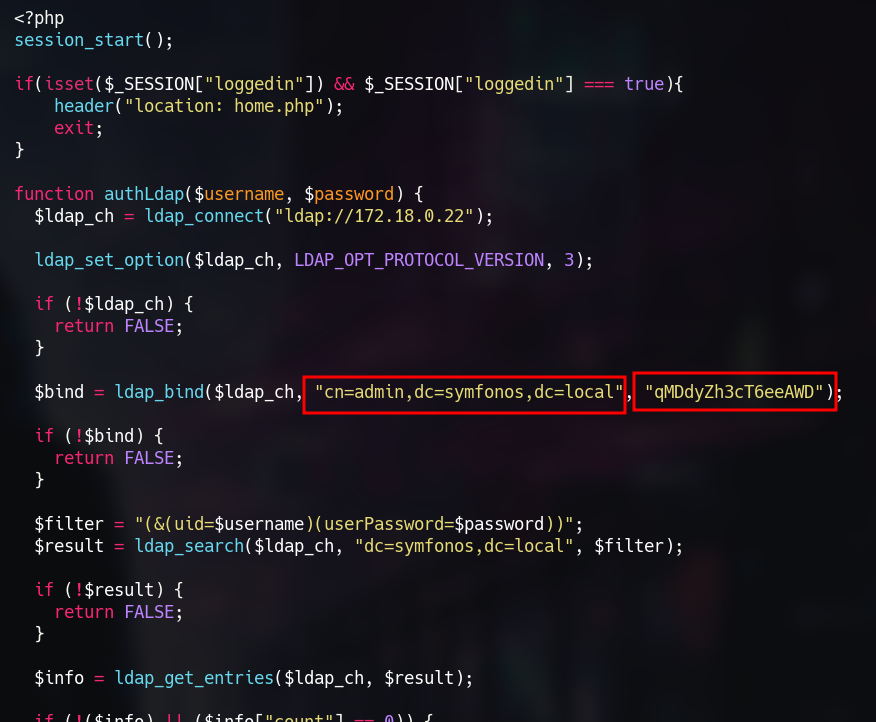 <?php
session_start();
if(isset($_SESSION["loggedin"]) && $_SESSION["loggedin"] === true){
    header("location: home.php");
    exit;
}
function authLdap($username, $password) {
  $ldap_ch = ldap_connect("ldap://172.18.0.22");
  ldap_set_option($ldap_ch, LDAP_OPT_PROTOCOL_VERSION, 3);
  if (!$ldap_ch) {
    return FALSE;
  }
  $bind = ldap_bind($ldap_ch, "cn=admin,dc=symfonos,dc=local", "qMDdyZh3cT6eeAWD");
  if (!$bind) {
    return FALSE;
  }
  $filter = "(&(uid=$username)(userPassword=$password))";
  $result = ldap_search($ldap_ch, "dc=symfonos,dc=local", $filter);
  if (!$result) {
    return FALSE;
  }
  $info = ldap_get_entries($ldap_ch, $result);
  if (!($info) || ($info["count"] == 0)) {